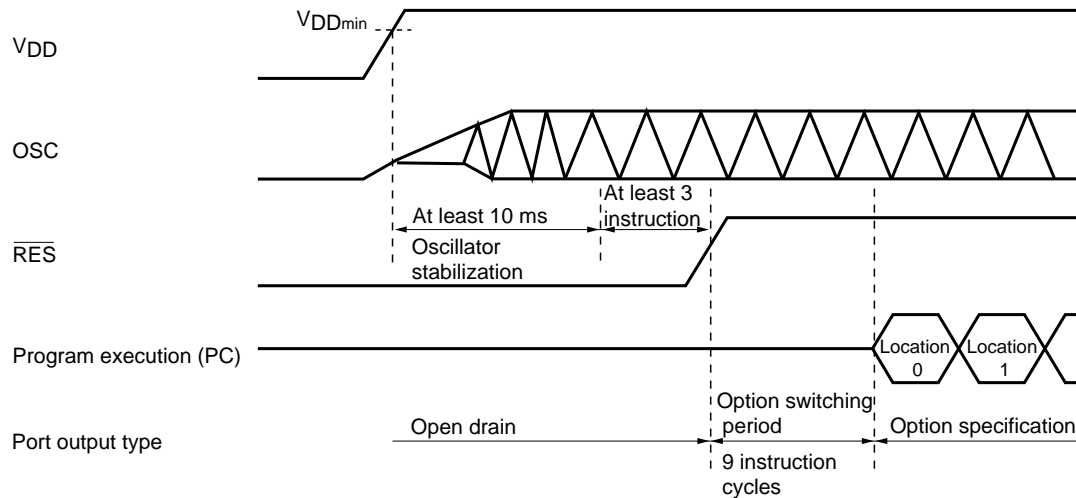 VDD
VDDmin
OSC
At least 10 ms
Oscillator
stabilization
At least 3
instruction
RES
Program execution (PC)
Location
0
Location
1
Port output type
Open drain
Option switching
period
9 instruction
cycles
Option specification